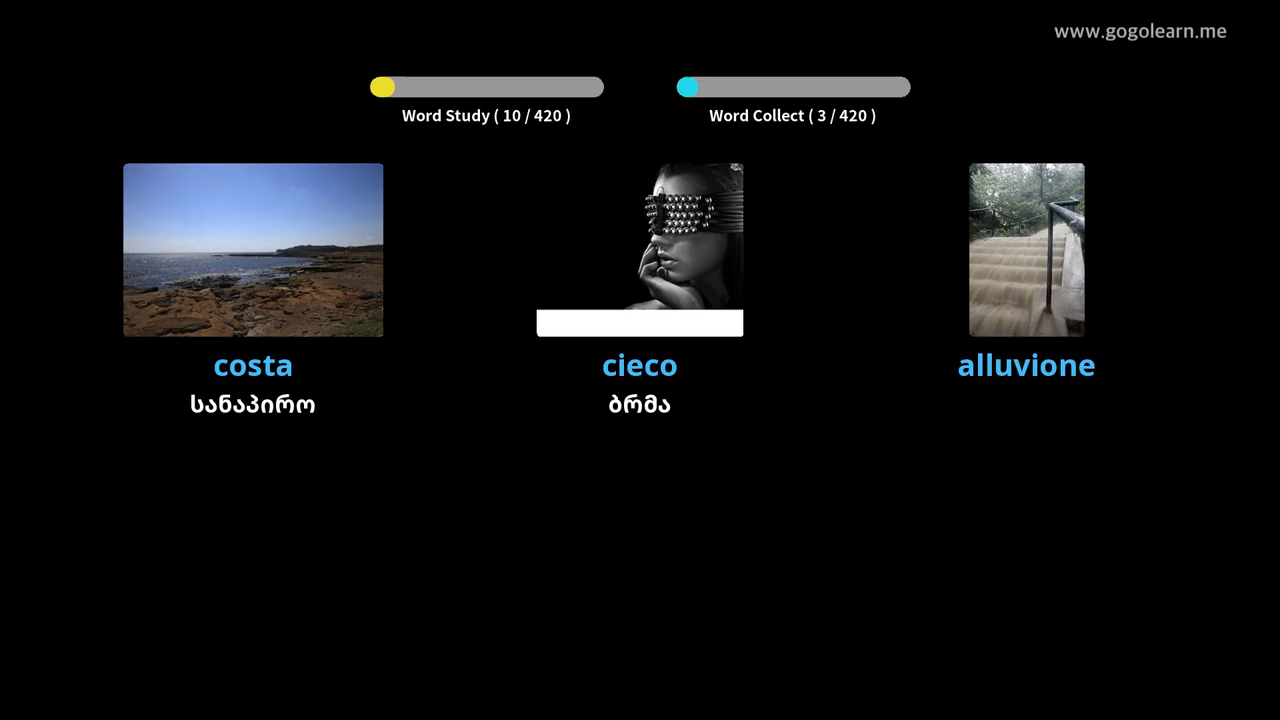 www.gogolearn.me
Word Study ( 10 / 420 )
Word Collect ( 3 / 420 )
costa
cieco
alluvione
სანაპირო
ბრმა